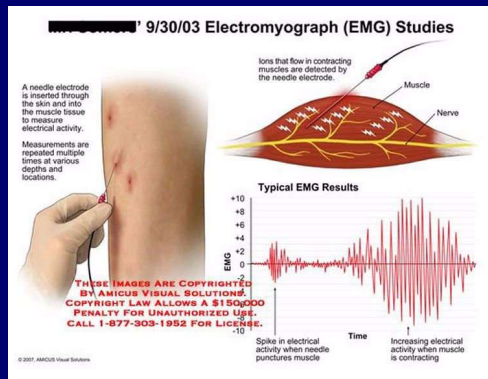 ' 9/30/03 Electromyograph (EMG) Studies
A needle electrode
is inserted through
the skin and into
the muscle tissue
to measure
electrical activity.
Measurements are
repeated multiple
times at various
depths and
locations.
Ions that flow in contracting
muscles are detected by
the needle electrode.
Muscle
Nerve
Typical EMG Results
+10
+8
+6
+4
+2
0
-2
-8
-10
EMG
THESE IMAGES ARE COPYRIGHTED
BY AMICUS VISUAL SOLUTIONS.
COPYRIGHT LAW ALLOWS A $150,000
PENALTY FOR UNAUTHORIZED USE.
CALL 1-877-303-1952 FOR LICENSE.
Time
Spike in electrical
activity when needle
punctures muscle
Increasing electrical
activity when muscle
is contracting
© 2007, AMICUS Visual Solutions